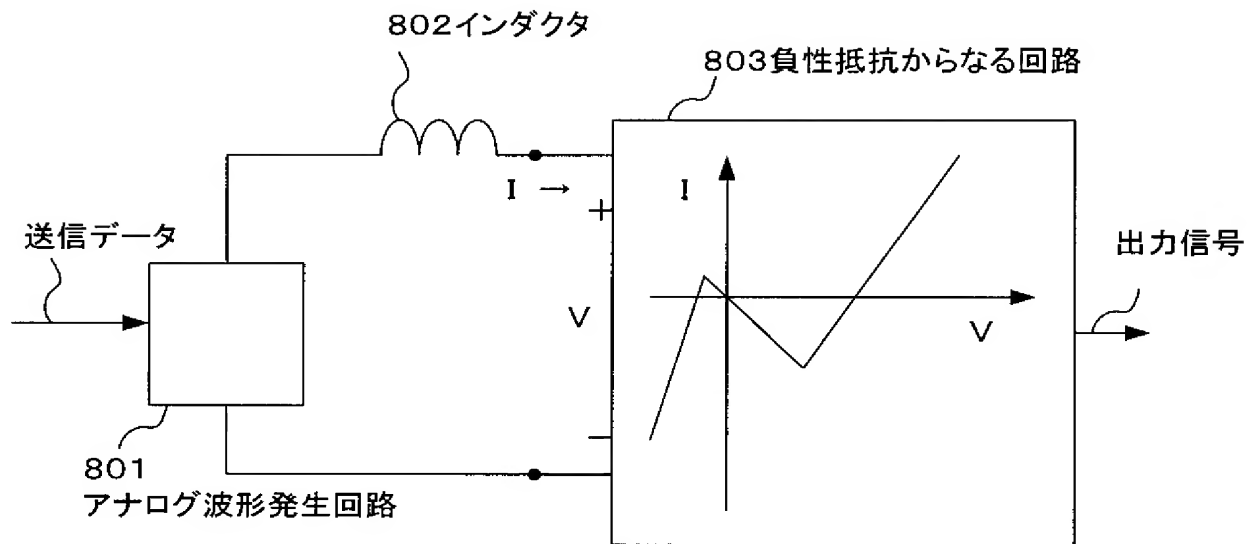 802インダクタ
803負性抵抗からなる回路
I →
I
+
送信データ
出力信号
V
V
−
801
アナログ波形発生回路